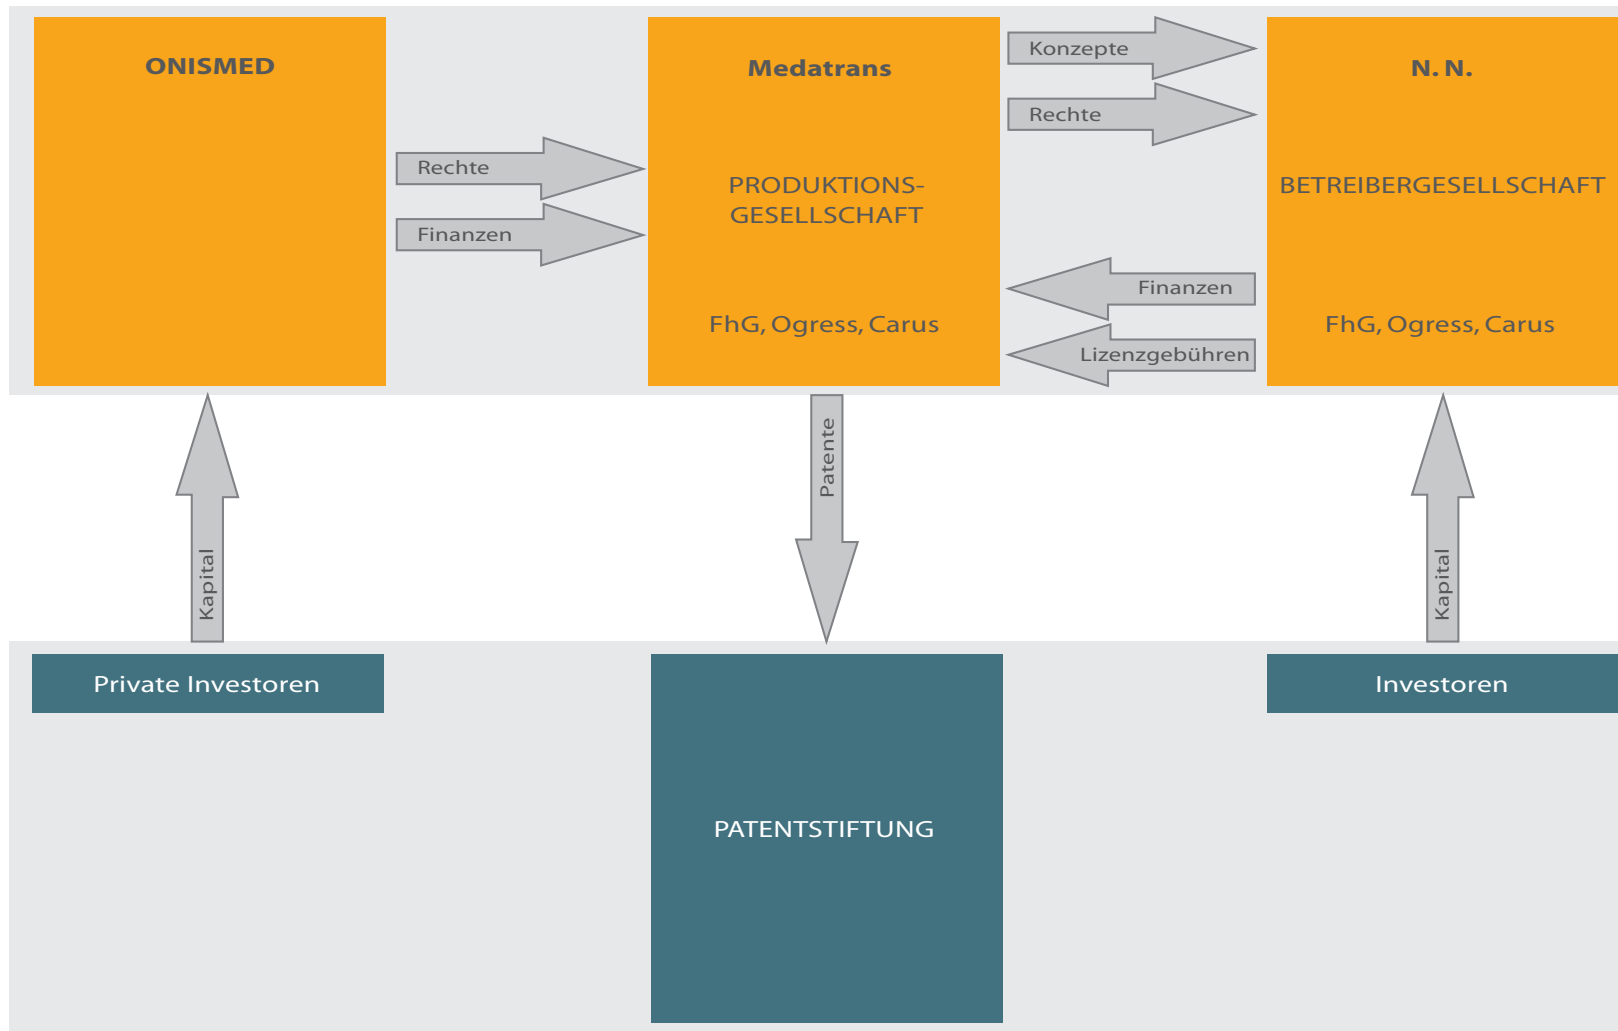 ONISMED
Rechte
Finanzen
Medatrans
PRODUKTIONS-
GESELLSCHAFT
FhG, Ogress, Carus
Konzepte
Rechte
Finanzen
Lizenzgebühren
N. N.
BETREIBERGESELLSCHAFT
FhG, Ogress, Carus
Kapital
Patente
Kapital
Private Investoren
PATENTSTIFTUNG
Investoren